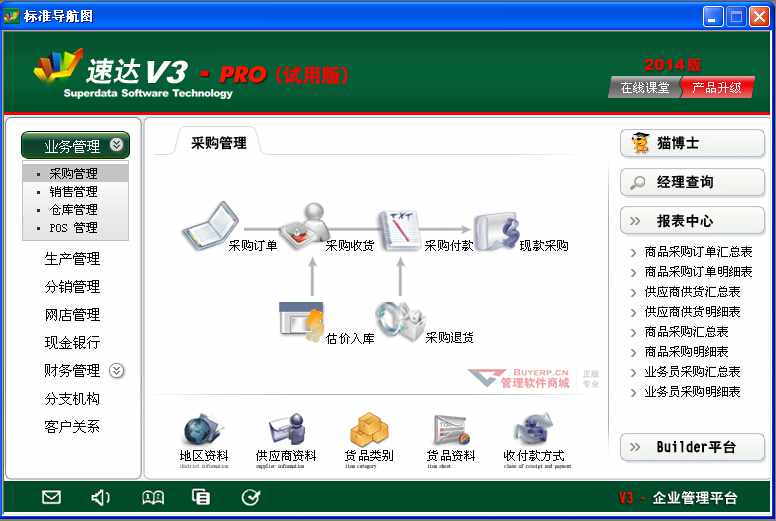 标准导航图
速达V3 - PRO (试用版)
Superdata Software Technology
2014版
在线课堂
产品升级
业务管理
采购管理
销售管理
仓库管理
POS 管理
生产管理
分销管理
网店管理
现金银行
财务管理
分支机构
客户关系
采购管理
采购订单
采购收货
TXT
采购付款
现款采购
估价入库
采购退货
BUYERP.CN
管理软件商城
正版
专业
地区资料
district infomation
供应商资料
supplier infomation
货品类别
item category
货品资料
item sheet
收付款方式
class of receipt and payment
猫博士
经理查询
报表中心
商品采购订单汇总表
商品采购订单明细表
供应商供货汇总表
供应商供货明细表
商品采购汇总表
商品采购明细表
业务员采购汇总表
业务员采购明细表
Builder平台
V3 - 企业管理平台